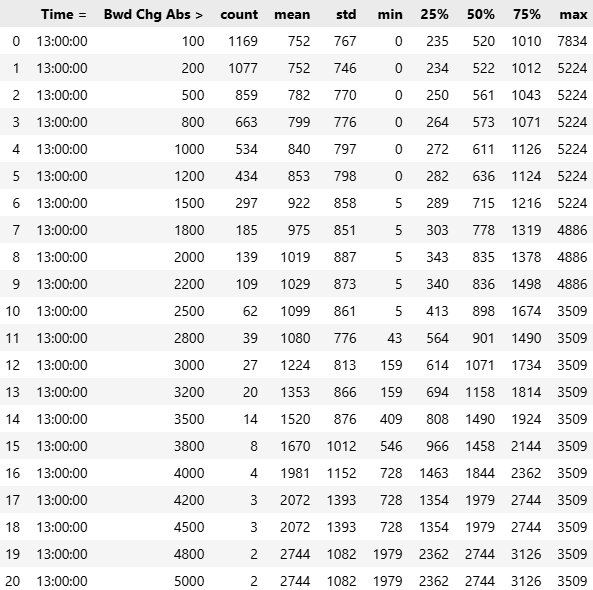 Time = Bwd Chg Abs > count mean std min 25% 50% 75% max
0 13:00:00 100 1169 752 767 0 235 520 1010 7834
1 13:00:00 200 1077 752 746 0 234 522 1012 5224
2 13:00:00 500 859 782 770 0 250 561 1043 5224
3 13:00:00 800 663 799 776 0 264 573 1071 5224
4 13:00:00 1000 534 840 797 0 272 611 1126 5224
5 13:00:00 1200 434 853 798 0 282 636 1124 5224
6 13:00:00 1500 297 922 858 5 289 715 1216 5224
7 13:00:00 1800 185 975 851 5 303 778 1319 4886
8 13:00:00 2000 139 1019 887 5 343 835 1378 4886
9 13:00:00 2200 109 1029 873 5 340 836 1498 4886
10 13:00:00 2500 62 1099 861 5 413 898 1674 3509
11 13:00:00 2800 39 1080 776 43 564 901 1490 3509
12 13:00:00 3000 27 1224 813 159 614 1071 1734 3509
13 13:00:00 3200 20 1353 866 159 694 1158 1814 3509
14 13:00:00 3500 14 1520 876 409 808 1490 1924 3509
15 13:00:00 3800 8 1670 1012 546 966 1458 2144 3509
16 13:00:00 4000 4 1981 1152 728 1463 1844 2362 3509
17 13:00:00 4200 3 2072 1393 728 1354 1979 2744 3509
18 13:00:00 4500 3 2072 1393 728 1354 1979 2744 3509
19 13:00:00 4800 2 2744 1082 1979 2362 2744 3126 3509
20 13:00:00 5000 2 2744 1082 1979 2362 2744 3126 3509